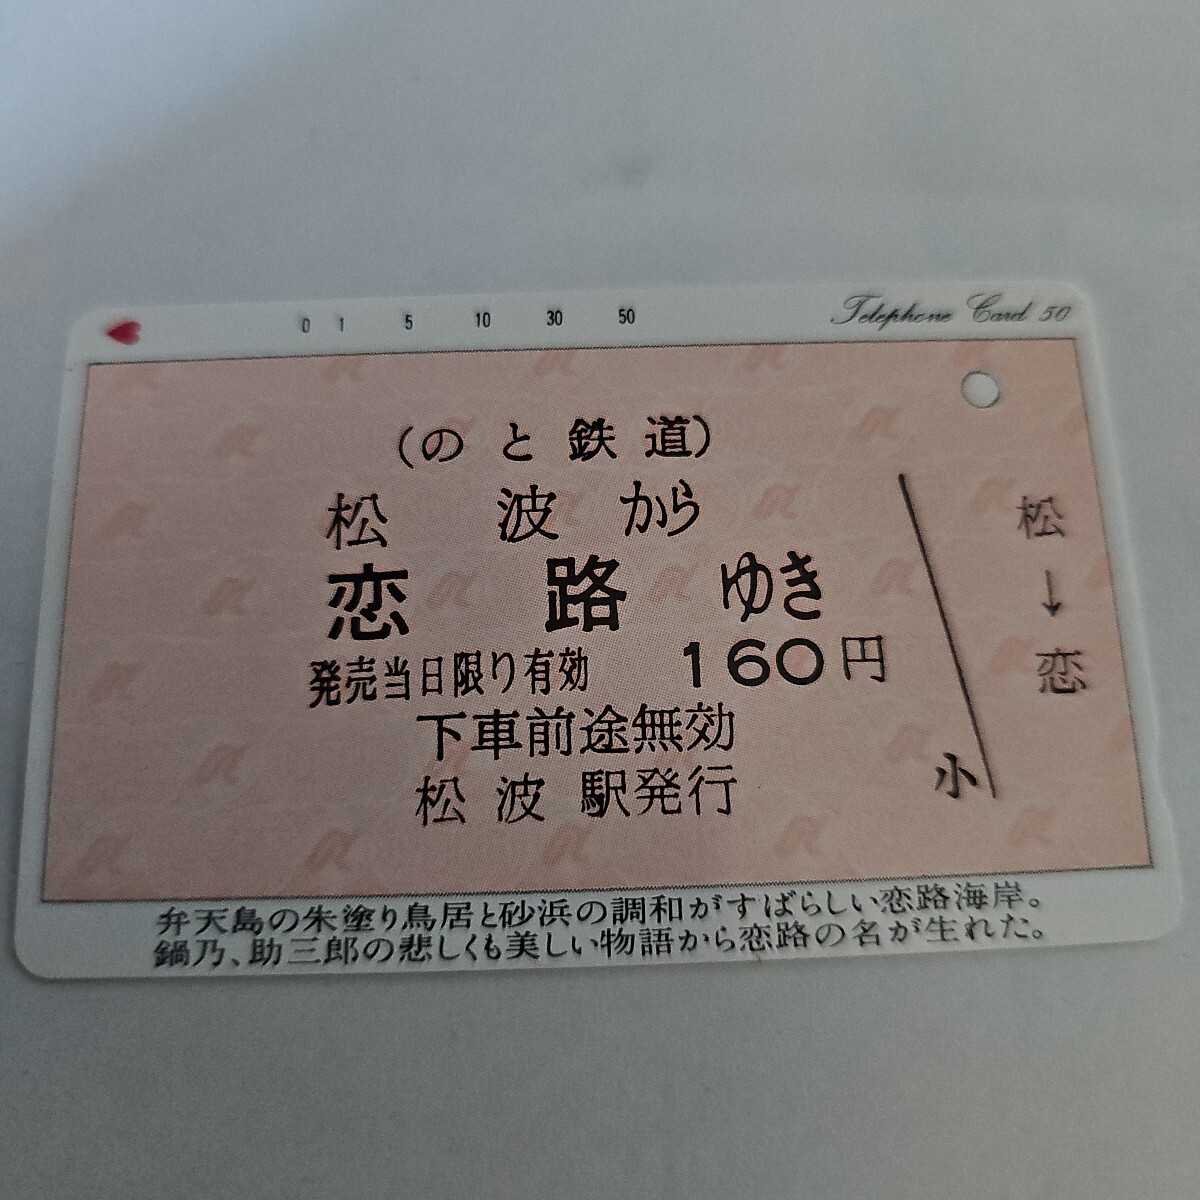 0 1 5 10 30 50
Telephone Card 50
(のと鉄道)
松波から
恋路ゆき
発売当日限り有効 160円
下車前途無効
松波駅発行
松
↓
恋
小
弁天島の朱塗り鳥居と砂浜の調和がすばらしい恋路海岸。
鍋乃、助三郎の悲しくも美しい物語から恋路の名が生れた。